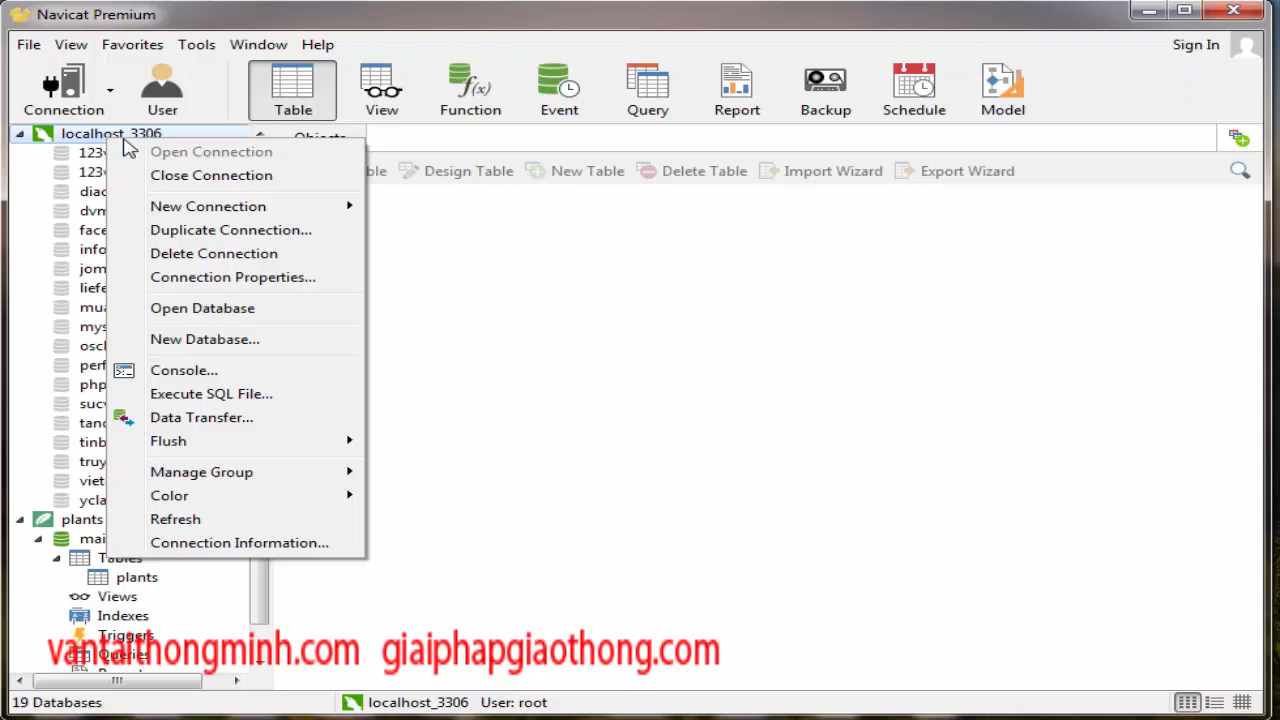 Navicat Premium
File View Favorites Tools Window Help Sign In
Connection User Table View Function Event Query Report Backup Schedule Model
localhost_3306
Objects
Design Table New Table Delete Table Import Wizard Export Wizard
Open Connection
Close Connection
New Connection
Duplicate Connection...
Delete Connection
Connection Properties...
Open Database
New Database...
Console...
Execute SQL File...
Data Transfer...
Flush
Manage Group
Color
Refresh
Connection Information...
plants
Tables
plants
Views
Indexes
Triggers
Queries
vantaithongminh.com giaiphapgiaothong.com
19 Databases localhost_3306 User: root